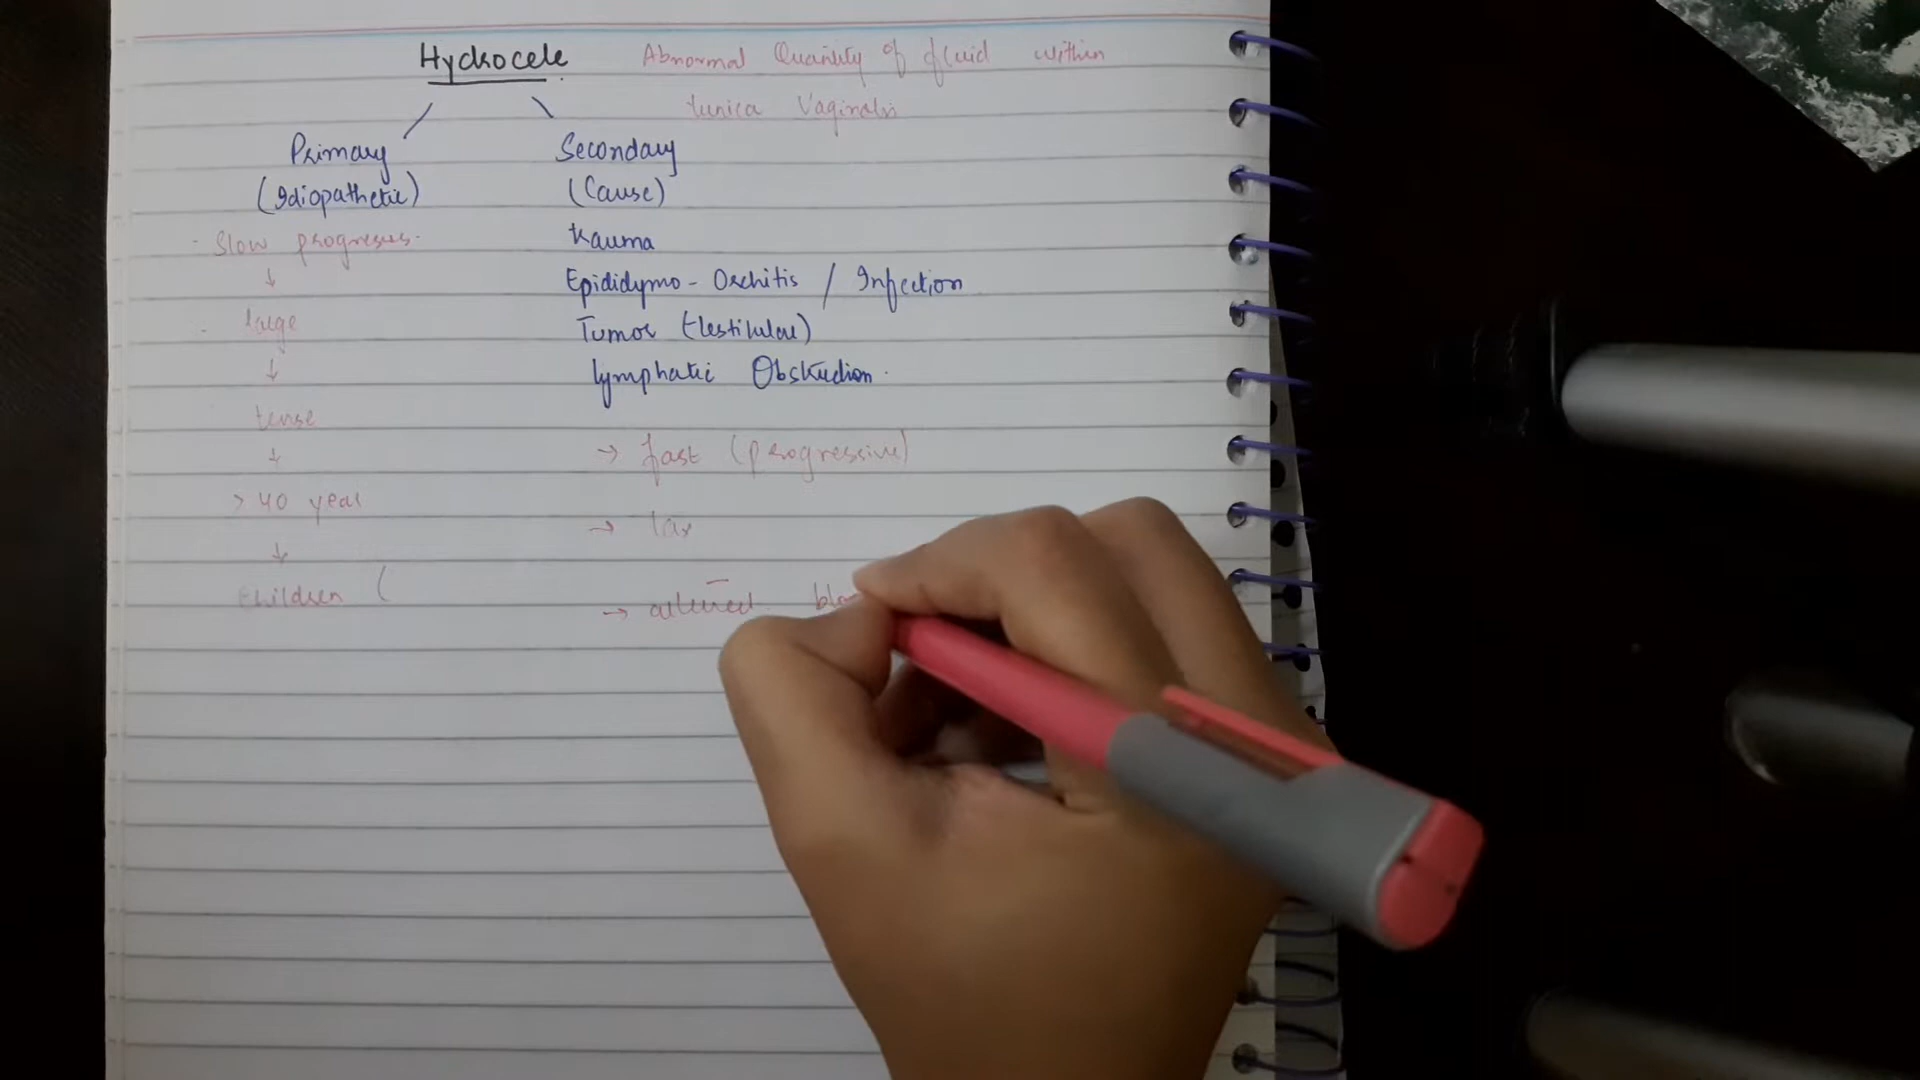 Hydrocele Abnormal Quantity of fluid within
tunica Vaginalis
Primary Secondary
(Idiopathetic) (Cause)
- Slow progresses. trauma
Epididymo - Orchitis / Infection
- large Tumor (testicular)
lymphatic Obstruction.
tense
→ fast (progressive)
> 40 year
→ lax
children (
→ altered